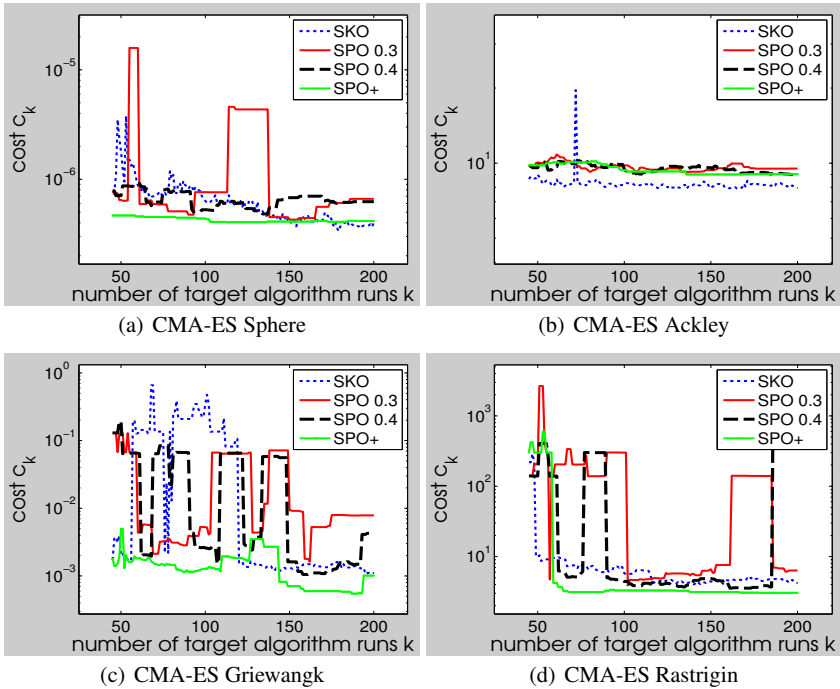 SKO
SPO 0.3
SPO 0.4
SPO+
10^-5
10^-6
cost c_k
50 100 150 200
number of target algorithm runs k
(a) CMA-ES Sphere
SKO
SPO 0.3
SPO 0.4
SPO+
10^1
cost c_k
50 100 150 200
number of target algorithm runs k
(b) CMA-ES Ackley
SKO
SPO 0.3
SPO 0.4
SPO+
10^0
10^-1
10^-2
10^-3
cost c_k
50 100 150 200
number of target algorithm runs k
(c) CMA-ES Griewangk
SKO
SPO 0.3
SPO 0.4
SPO+
10^3
10^2
10^1
cost c_k
50 100 150 200
number of target algorithm runs k
(d) CMA-ES Rastrigin